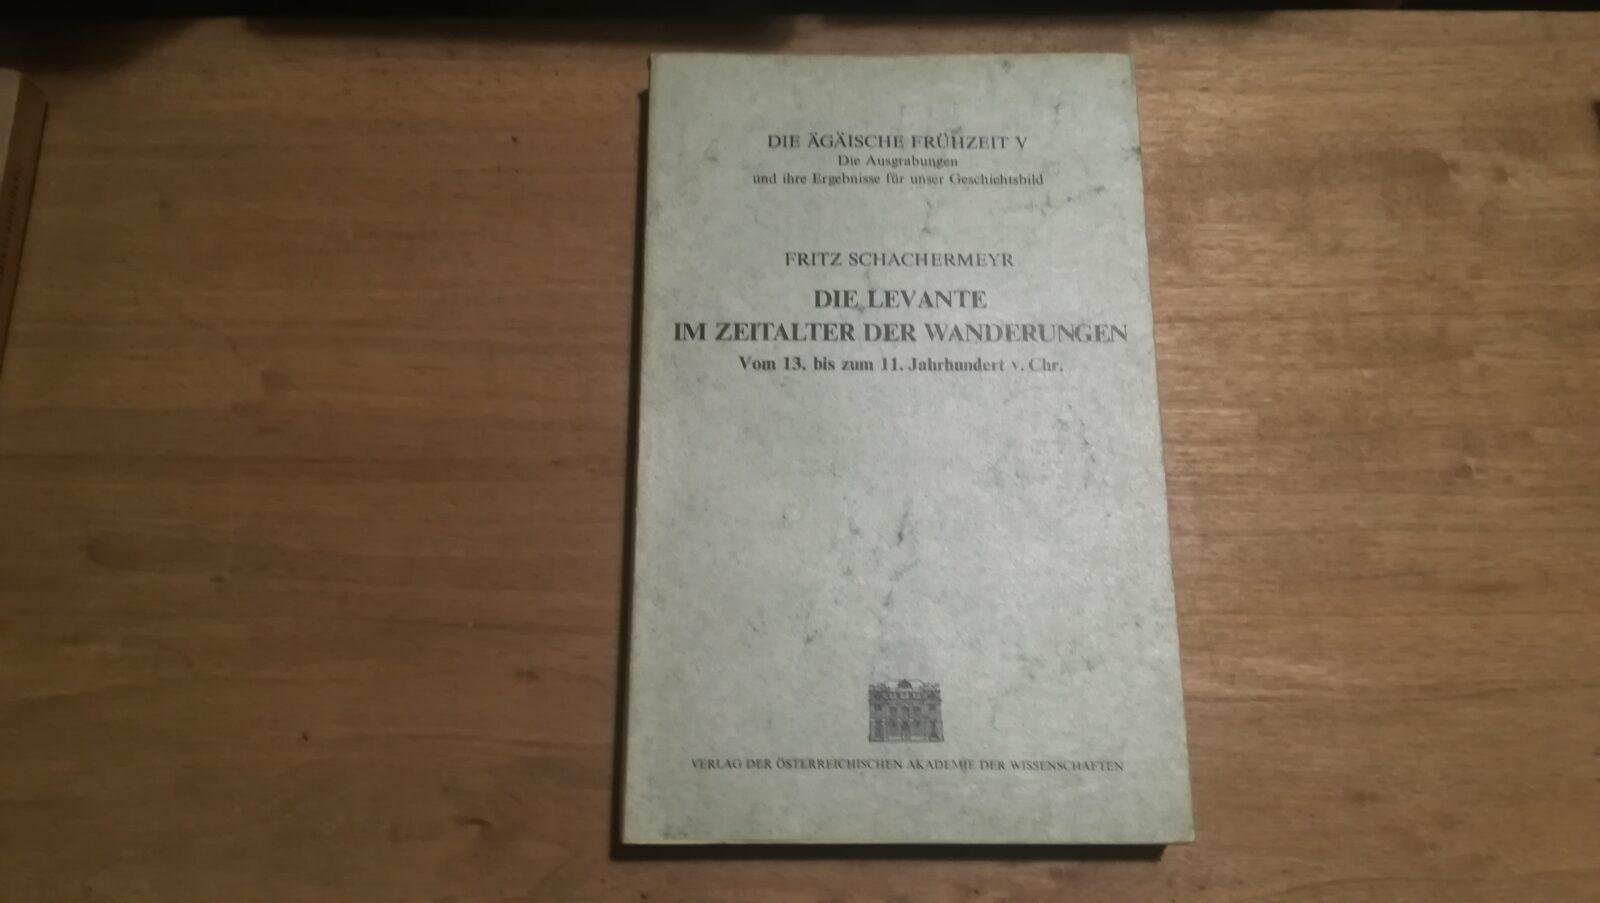 DIE ÄGÄISCHE FRÜHZEIT V
Die Ausgrabungen
und ihre Ergebnisse für unser Geschichtsbild
FRITZ SCHACHERMEYR
DIE LEVANTE
IM ZEITALTER DER WANDERUNGEN
Vom 13. bis zum 11. Jahrhundert v. Chr.
VERLAG DER ÖSTERREICHISCHEN AKADEMIE DER WISSENSCHAFTEN